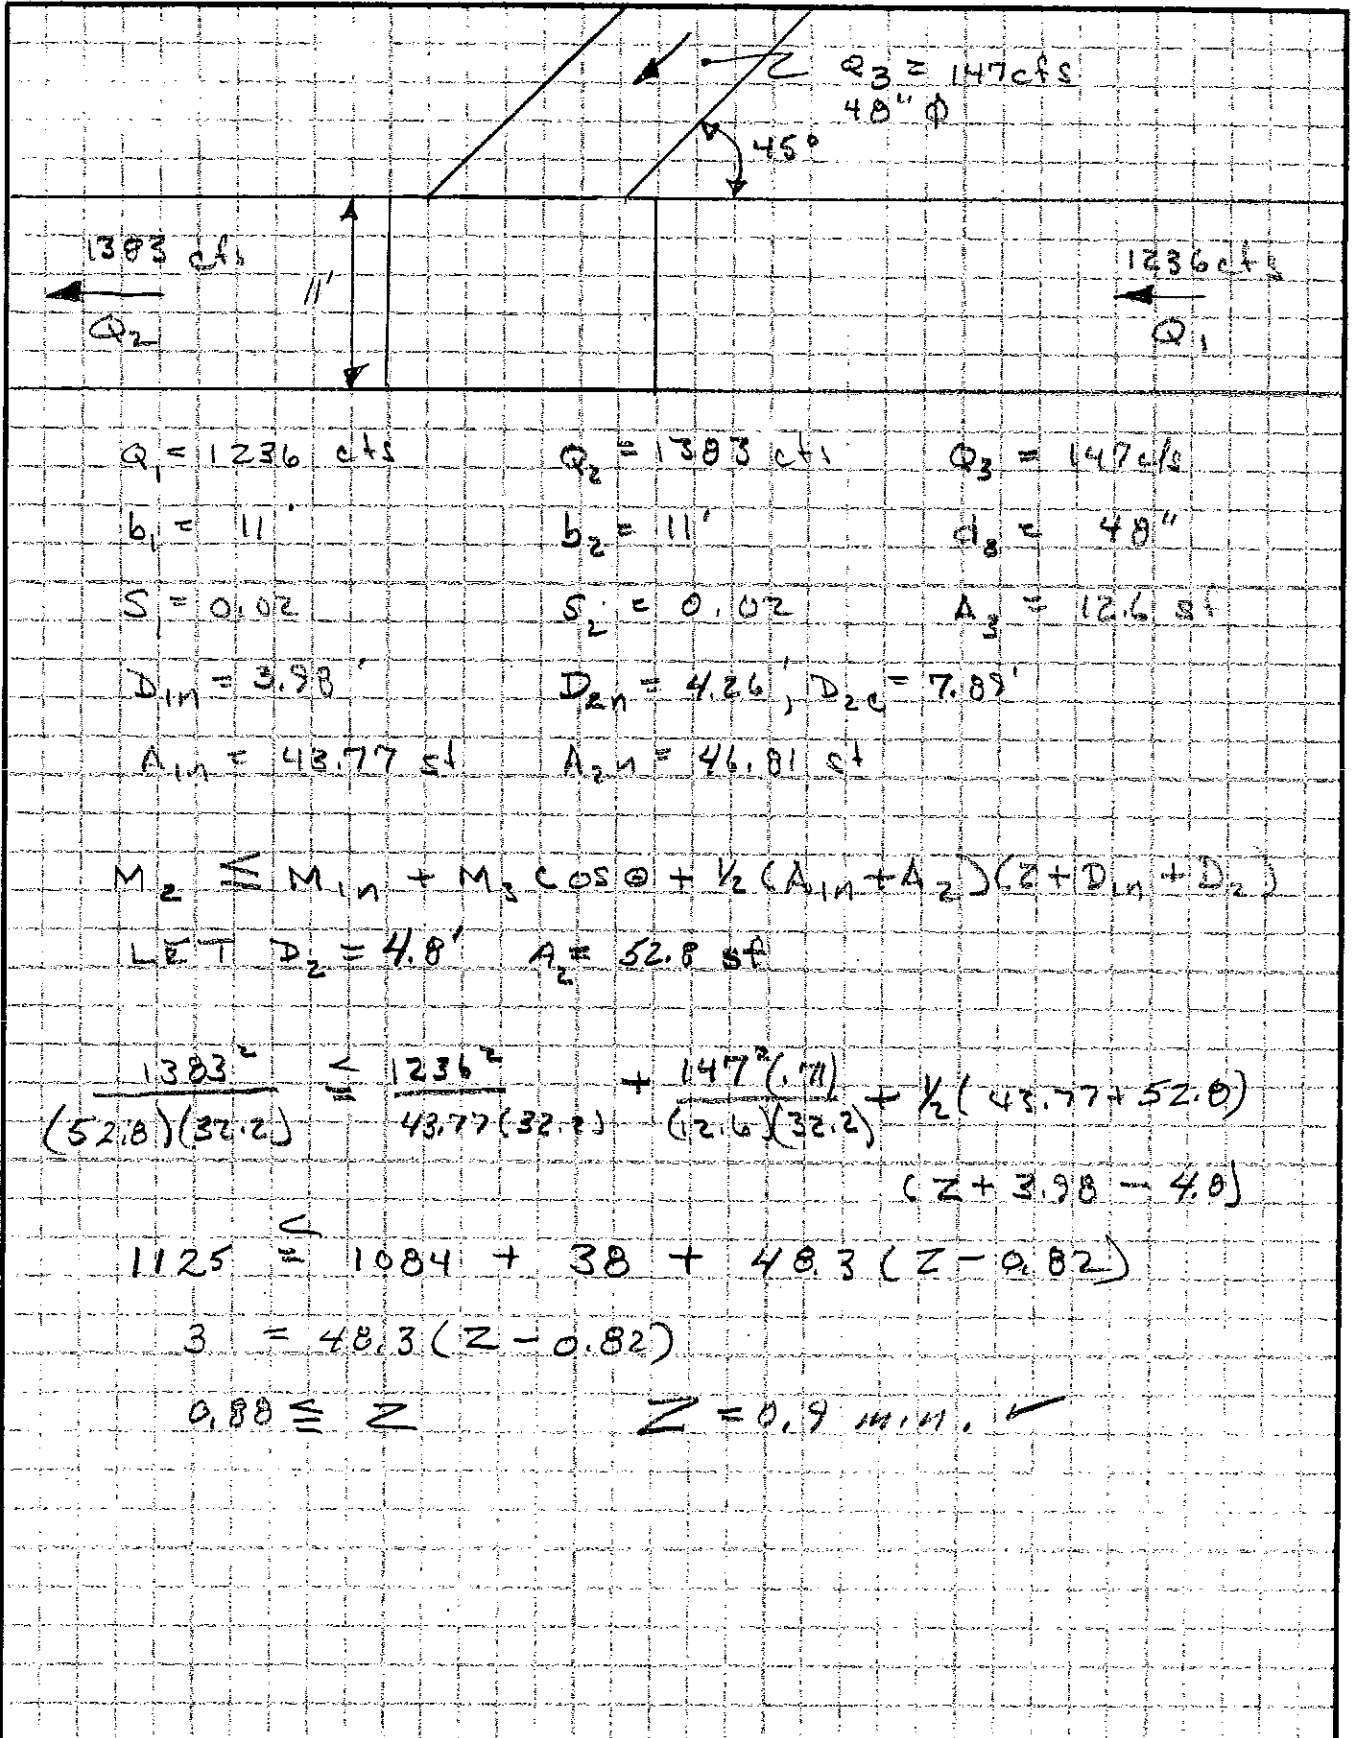 Q3 = 147cfs
48" φ
45°
1383 cfs
11'
1236 cfs
Q2
Q1
Q1 = 1236 cfs Q2 = 1383 cfs Q3 = 147 cfs
b1 = 11' b2 = 11' d3 = 48"
S1 = 0.02 S2 = 0.02 A3 = 12.6 sf
D1n = 3.98' D2n = 4.26', D2c = 7.89'
A1n = 43.77 sf A2n = 46.81 sf
M2 ≤ M1n + M3 cos θ + 1/2 (A1n + A2)(Z + D1n + D2)
LET D2 = 4.8' A2 = 52.8 sf
1383² / (52.8)(32.2) ≤ 1236² / 43.77(32.2) + 147²(.71) / (12.6)(32.2) + 1/2(43.77+52.8)
(Z + 3.98 - 4.8)
1125 ≤ 1084 + 38 + 48.3 (Z - 0.82)
3 = 48.3 (Z - 0.82)
0.88 ≤ Z Z = 0.9 min. ✓